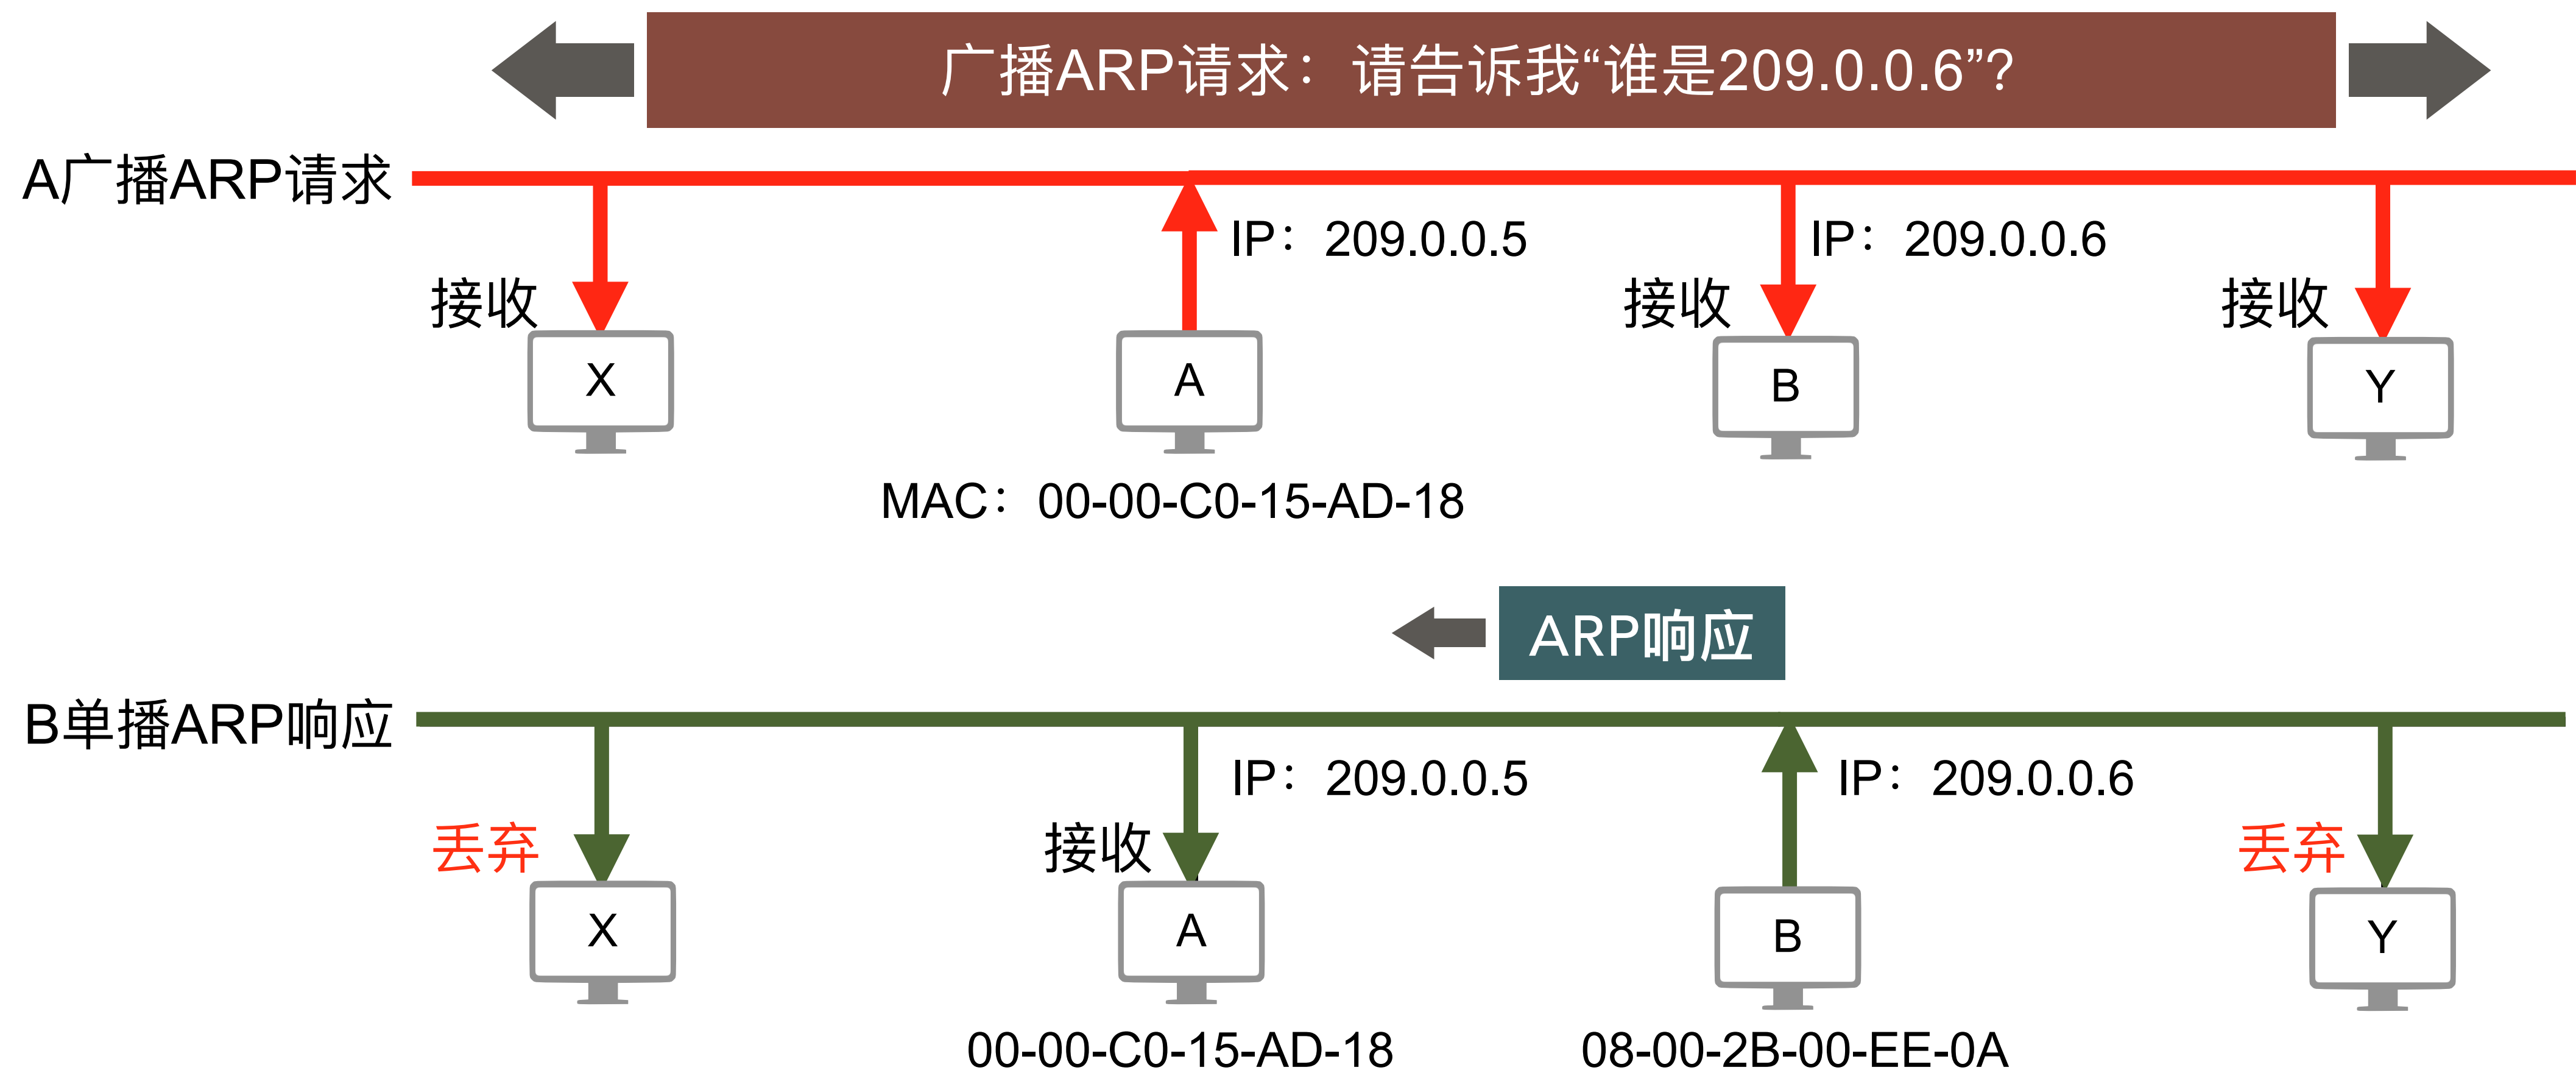 广播ARP请求：请告诉我“谁是209.0.0.6”?
A广播ARP请求
IP：209.0.0.5
IP：209.0.0.6
接收
接收
接收
X
A
B
Y
MAC：00-00-C0-15-AD-18
ARP响应
B单播ARP响应
IP：209.0.0.5
IP：209.0.0.6
丢弃
接收
丢弃
X
A
B
Y
00-00-C0-15-AD-18
08-00-2B-00-EE-0A